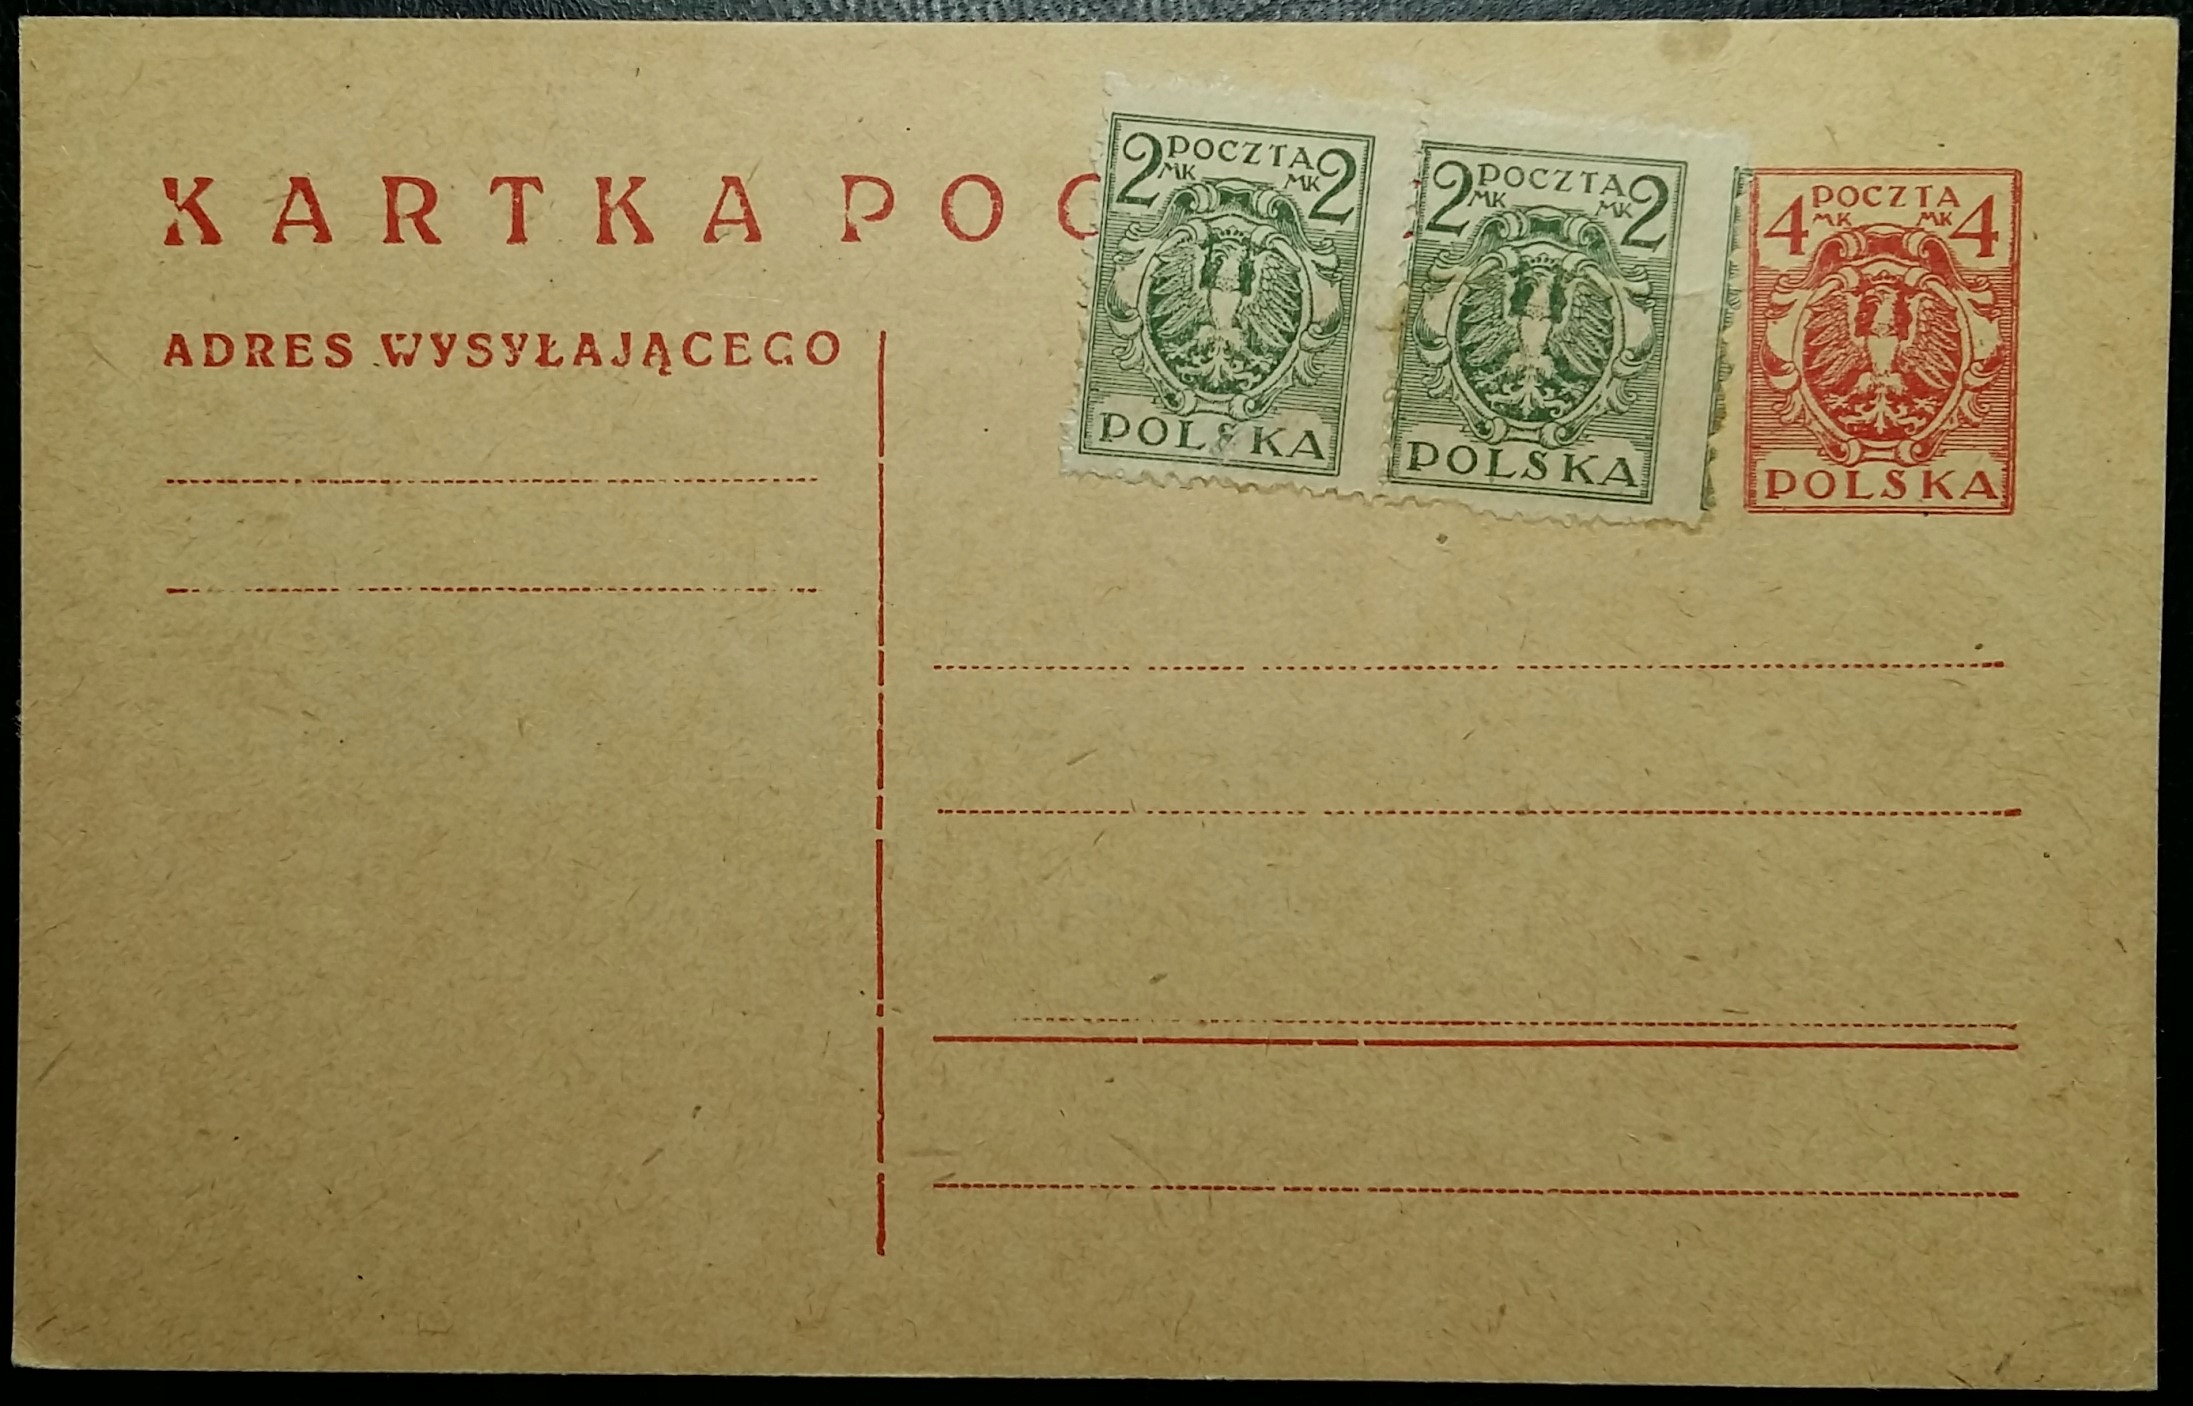 KARTKA POC
2 POCZTA 2
MK MK
POLSKA
2 POCZTA 2
MK MK
POLSKA
4 POCZTA 4
MK MK
POLSKA
ADRES WYSYŁAJĄCEGO